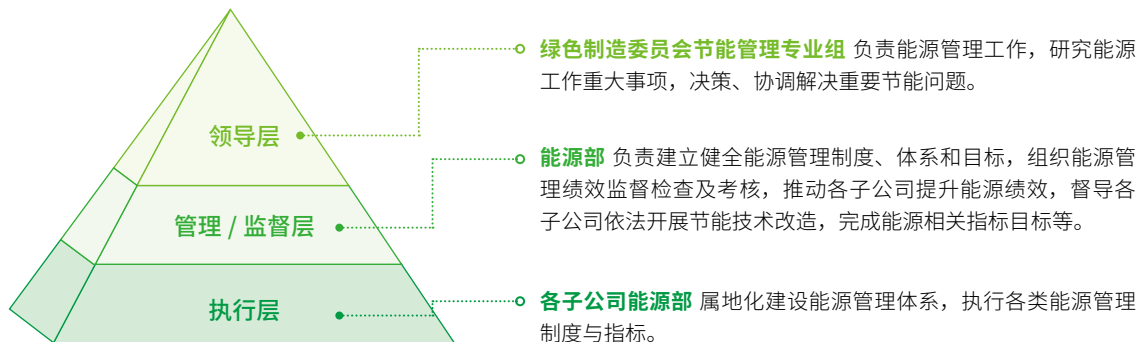 领导层
绿色制造委员会节能管理专业组 负责能源管理工作，研究能源
工作重大事项，决策、协调解决重要节能问题。
管理 / 监督层
能源部 负责建立健全能源管理制度、体系和目标，组织能源管
理绩效监督检查及考核，推动各子公司提升能源绩效，督导各
子公司依法开展节能技术改造，完成能源相关指标目标等。
执行层
各子公司能源部 属地化建设能源管理体系，执行各类能源管理
制度与指标。